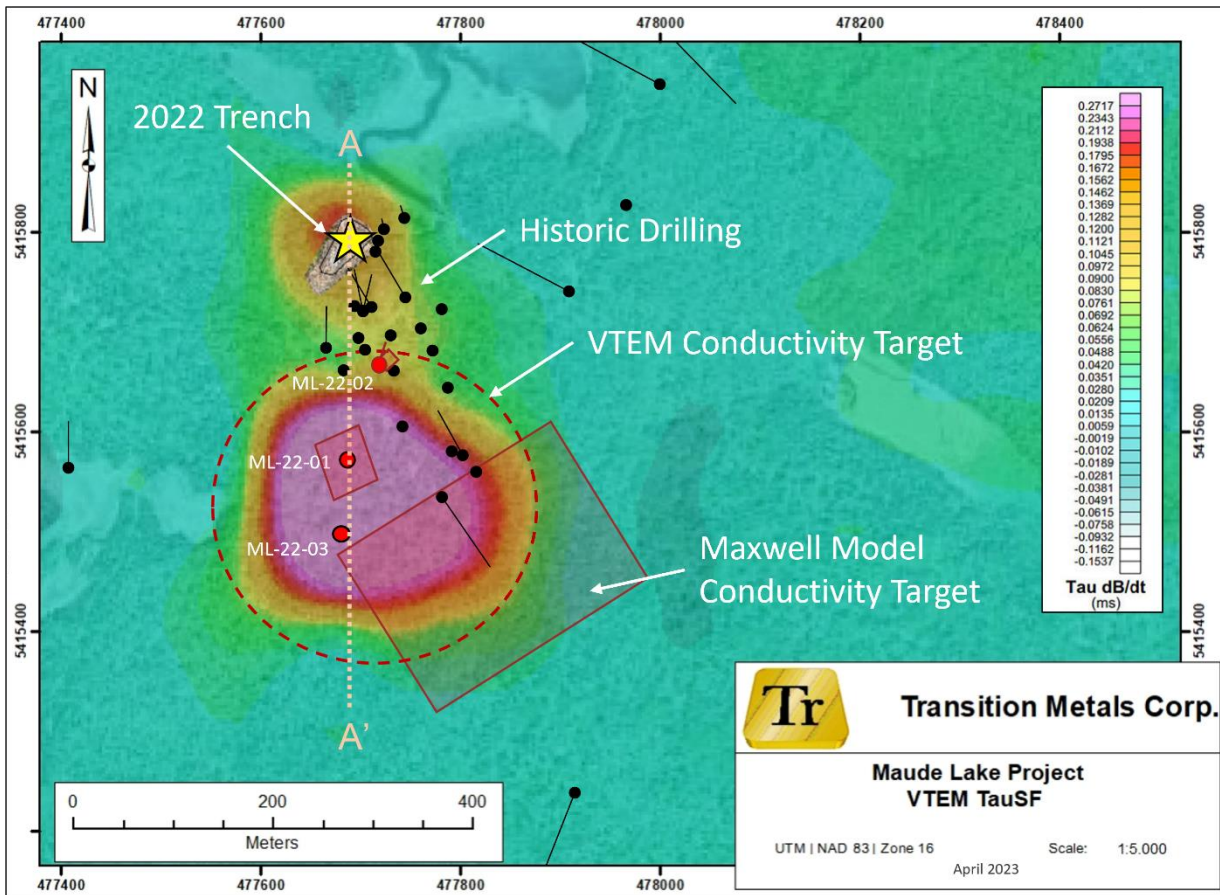 477400 477600 477800 478000 478200 478400
N
2022 Trench
A
Historic Drilling
VTEM Conductivity Target
ML-22-02
ML-22-01
ML-22-03
Maxwell Model
Conductivity Target
A'
5415800
5415600
5415400
5415800
5415600
5415400
0.2717
0.2343
0.2112
0.1938
0.1795
0.1672
0.1562
0.1462
0.1369
0.1282
0.1200
0.1121
0.1045
0.0972
0.0900
0.0830
0.0761
0.0692
0.0624
0.0556
0.0488
0.0420
0.0351
0.0280
0.0209
0.0135
0.0059
-0.0019
-0.0102
-0.0189
-0.0281
-0.0381
-0.0491
-0.0615
-0.0758
-0.0932
-0.1162
-0.1537
Tau dB/dt
(ms)
0 200 400
Meters
Tr
Transition Metals Corp.
Maude Lake Project
VTEM TauSF
UTM | NAD 83 | Zone 16 Scale: 1:5.000
April 2023
477400 477600 477800 478000 478200 478400